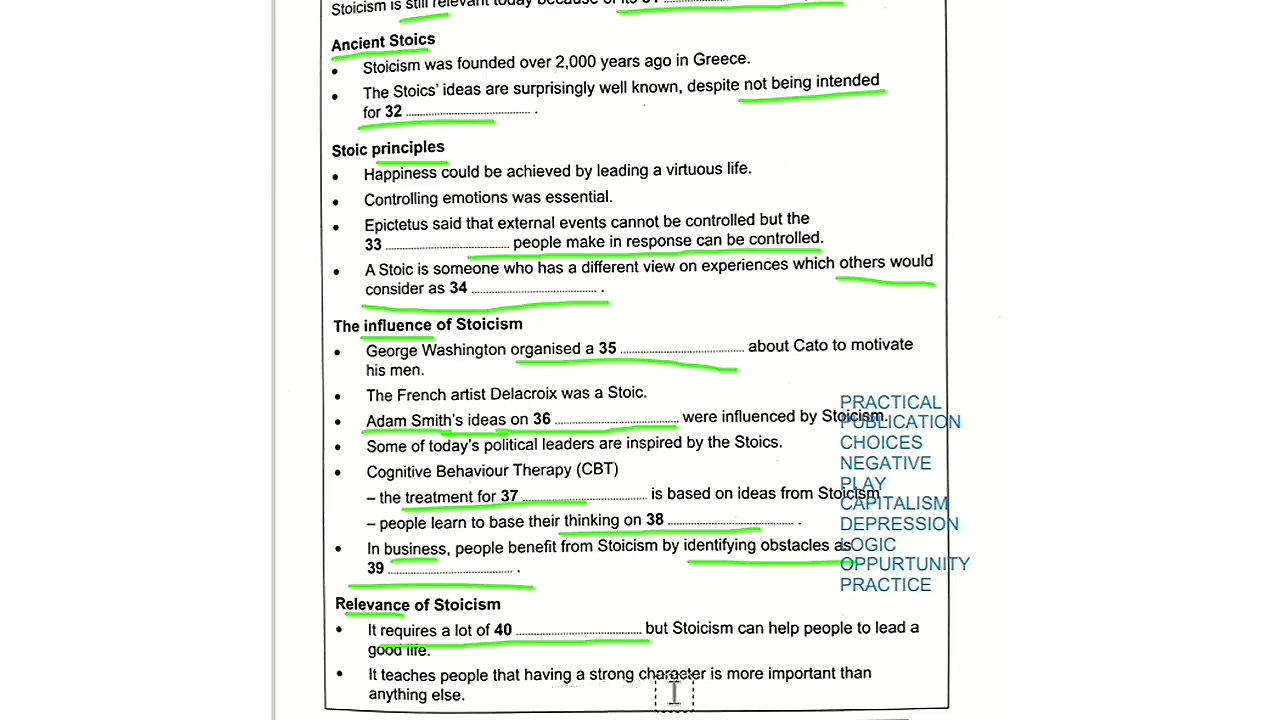 Stoicism is still relevant today because of its 31 ....................
Ancient Stoics
• Stoicism was founded over 2,000 years ago in Greece.
• The Stoics' ideas are surprisingly well known, despite not being intended
for 32 .................... .
Stoic principles
• Happiness could be achieved by leading a virtuous life.
• Controlling emotions was essential.
• Epictetus said that external events cannot be controlled but the
33 .................... people make in response can be controlled.
• A Stoic is someone who has a different view on experiences which others would
consider as 34 .................... .
The influence of Stoicism
• George Washington organised a 35 .................... about Cato to motivate
his men.
• The French artist Delacroix was a Stoic.
• Adam Smith's ideas on 36 .................... were influenced by Stoicism.
• Some of today's political leaders are inspired by the Stoics.
• Cognitive Behaviour Therapy (CBT)
– the treatment for 37 .................... is based on ideas from Stoicism
– people learn to base their thinking on 38 .................... .
• In business, people benefit from Stoicism by identifying obstacles as
39 .................... .
Relevance of Stoicism
• It requires a lot of 40 .................... but Stoicism can help people to lead a
good life.
• It teaches people that having a strong character is more important than
anything else.
PRACTICAL
PUBLICATION
CHOICES
NEGATIVE
PLAY
CAPITALISM
DEPRESSION
LOGIC
OPPURTUNITY
PRACTICE